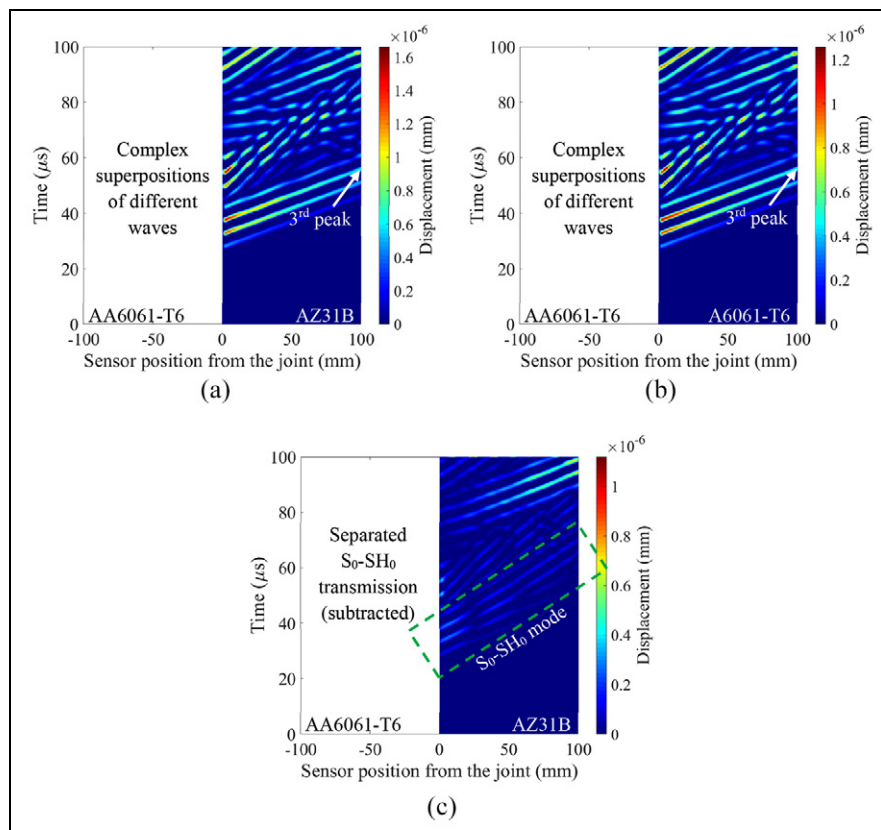 ×10⁻⁶
100
80
60
40
20
0
Time (μs)
Complex
superpositions
of different
waves
3rd peak
AA6061-T6
AZ31B
-100 -50 0 50 100
Sensor position from the joint (mm)
1.6
1.4
1.2
1
0.8
0.6
0.4
0.2
0
Displacement (mm)
(a)
×10⁻⁶
100
80
60
40
20
0
Time (μs)
Complex
superpositions
of different
waves
3rd peak
AA6061-T6
A6061-T6
-100 -50 0 50 100
Sensor position from the joint (mm)
1.2
1
0.8
0.6
0.4
0.2
0
Displacement (mm)
(b)
×10⁻⁶
100
80
60
40
20
0
Time (μs)
Separated
S₀-SH₀
transmission
(subtracted)
S₀-SH₀ mode
AA6061-T6
AZ31B
-100 -50 0 50 100
Sensor position from the joint (mm)
1
0.8
0.6
0.4
0.2
0
Displacement (mm)
(c)